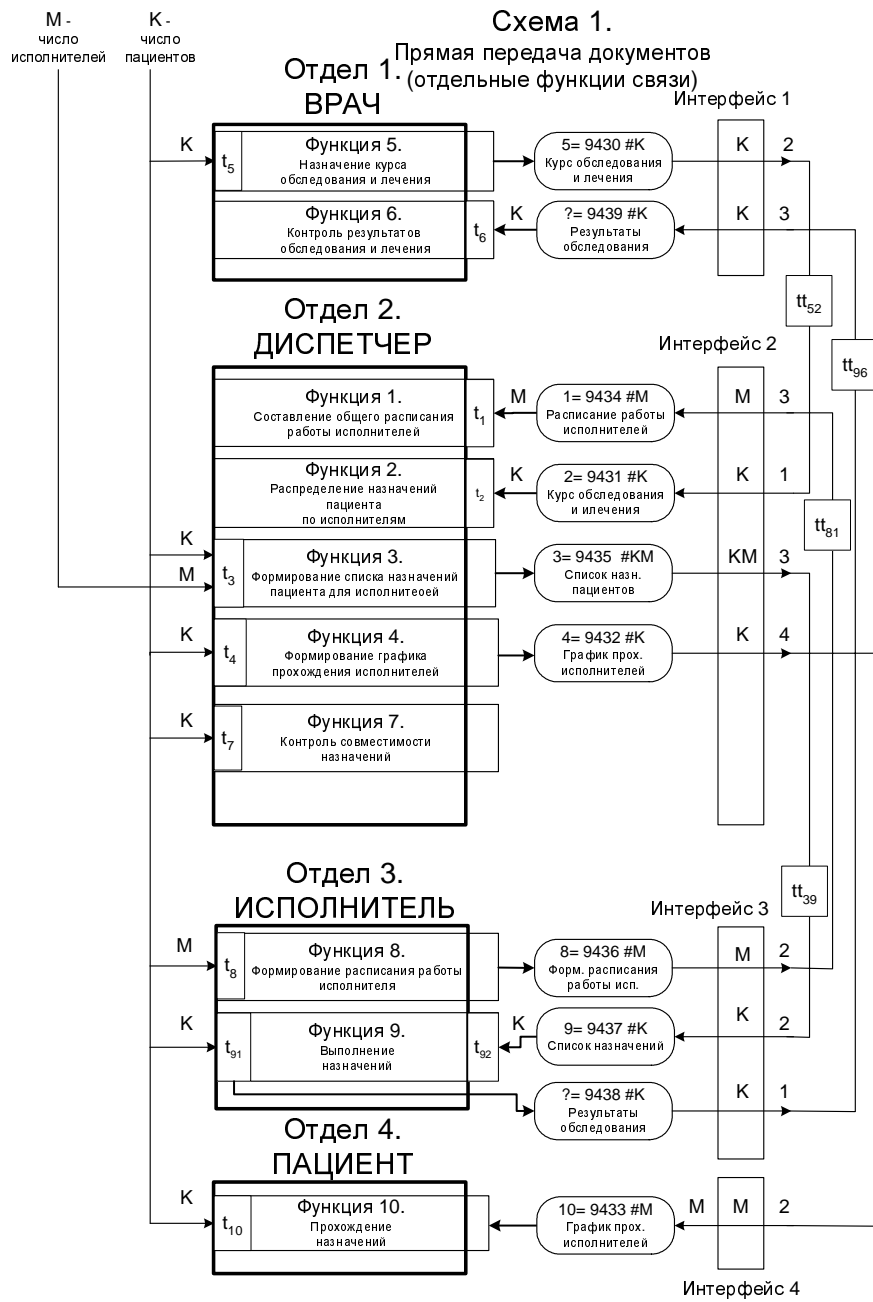 М -
число
исполнителей
К -
число
пациентов
Схема 1.
Прямая передача документов
(отдельные функции связи)
Отдел 1.
ВРАЧ
Интерфейс 1
К
t5
Функция 5.
Назначение курса
обследования и лечения
5= 9430 #К
Курс обследования
и лечения
К
2
Функция 6.
Контроль результатов
обследования и лечения
t6
К
?= 9439 #К
Результаты
обследования
К
3
tt52
Отдел 2.
ДИСПЕТЧЕР
Интерфейс 2
tt96
Функция 1.
Составление общего расписания
работы исполнителей
t1
М
1= 9434 #М
Расписание работы
исполнителей
М
3
Функция 2.
Распределение назначений
пациента
по исполнителям
t2
К
2= 9431 #К
Курс обследования
и илечения
К
1
tt81
К
М
t3
Функция 3.
Формирование списка назначений
пациента для исполнитеоей
3= 9435 #КМ
Список назн.
пациентов
КМ
3
К
t4
Функция 4.
Формирование графика
прохождения исполнителей
4= 9432 #К
График прох.
исполнителей
К
4
К
t7
Функция 7.
Контроль совместимости
назначений
tt39
Отдел 3.
ИСПОЛНИТЕЛЬ
Интерфейс 3
М
t8
Функция 8.
Формирование расписания работы
исполнителя
8= 9436 #М
Форм. расписания
работы исп.
М
2
К
t91
Функция 9.
Выполнение
назначений
t92
К
9= 9437 #К
Список назначений
К
2
?= 9438 #К
Результаты
обследования
К
1
Отдел 4.
ПАЦИЕНТ
К
t10
Функция 10.
Прохождение
назначений
10= 9433 #М
График прох.
исполнителей
М
М
2
Интерфейс 4